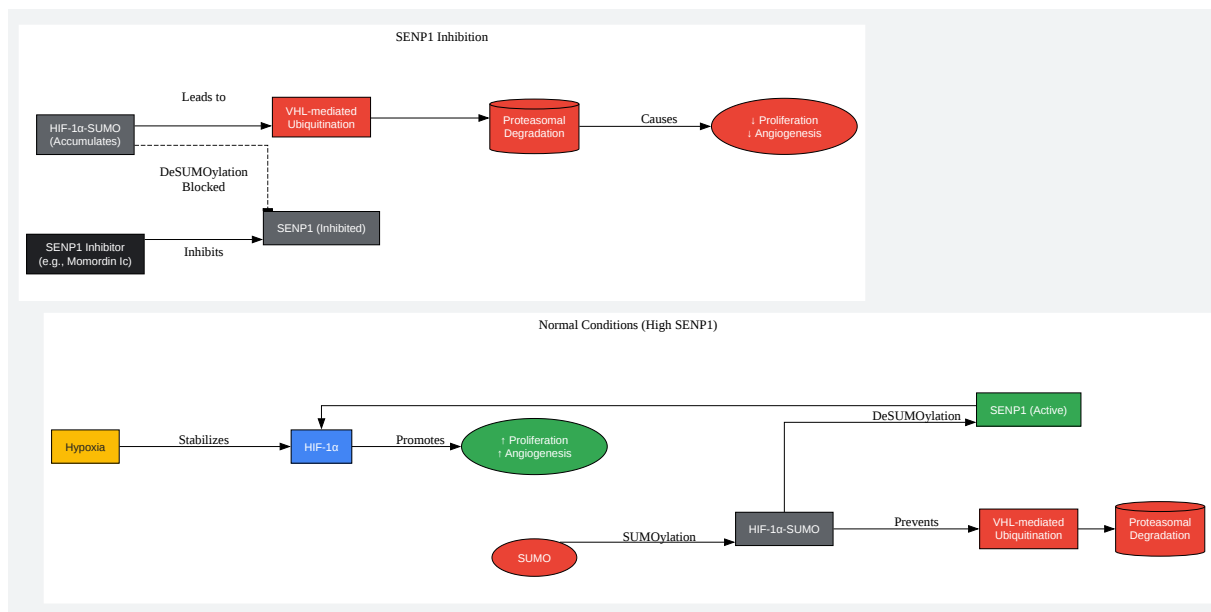 SENP1 Inhibition
Leads to
HIF-1α-SUMO
(Accumulates)
VHL-mediated
Ubiquitination
Proteasomal
Degradation
Causes
↓ Proliferation
↓ Angiogenesis
DeSUMOylation
Blocked
SENP1 Inhibitor
(e.g., Momordin Ic)
Inhibits
SENP1 (Inhibited)
Normal Conditions (High SENP1)
Hypoxia
Stabilizes
HIF-1α
Promotes
↑ Proliferation
↑ Angiogenesis
DeSUMOylation
SENP1 (Active)
SUMO
SUMOylation
HIF-1α-SUMO
Prevents
VHL-mediated
Ubiquitination
Proteasomal
Degradation